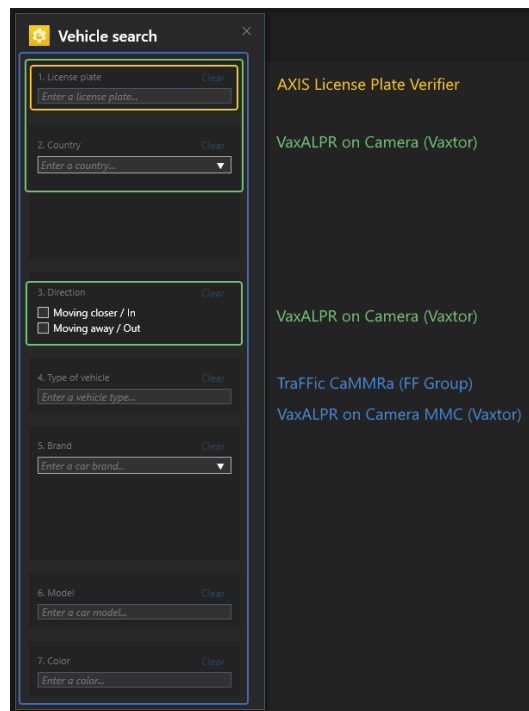 Vehicle search
1. License plate Clear
Enter a license plate...
AXIS License Plate Verifier
2. Country Clear
Enter a country...
VaxALPR on Camera (Vaxtor)
3. Direction Clear
Moving closer / In
Moving away / Out
VaxALPR on Camera (Vaxtor)
4. Type of vehicle Clear
Enter a vehicle type...
TraFFic CaMMRa (FF Group)
VaxALPR on Camera MMC (Vaxtor)
5. Brand Clear
Enter a car brand...
6. Model Clear
Enter a car model...
7. Color Clear
Enter a color...